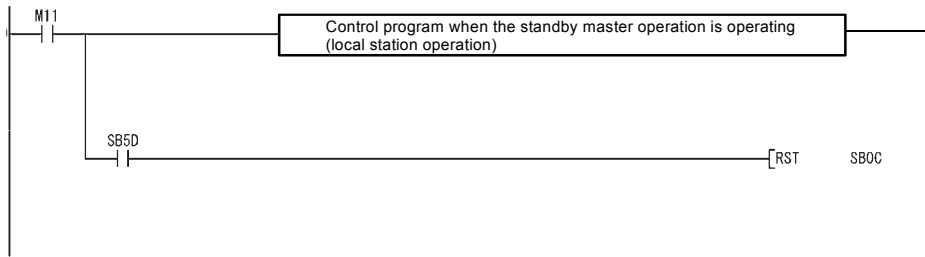 M11
Control program when the standby master operation is operating
(local station operation)
SB5D
RST SB0C